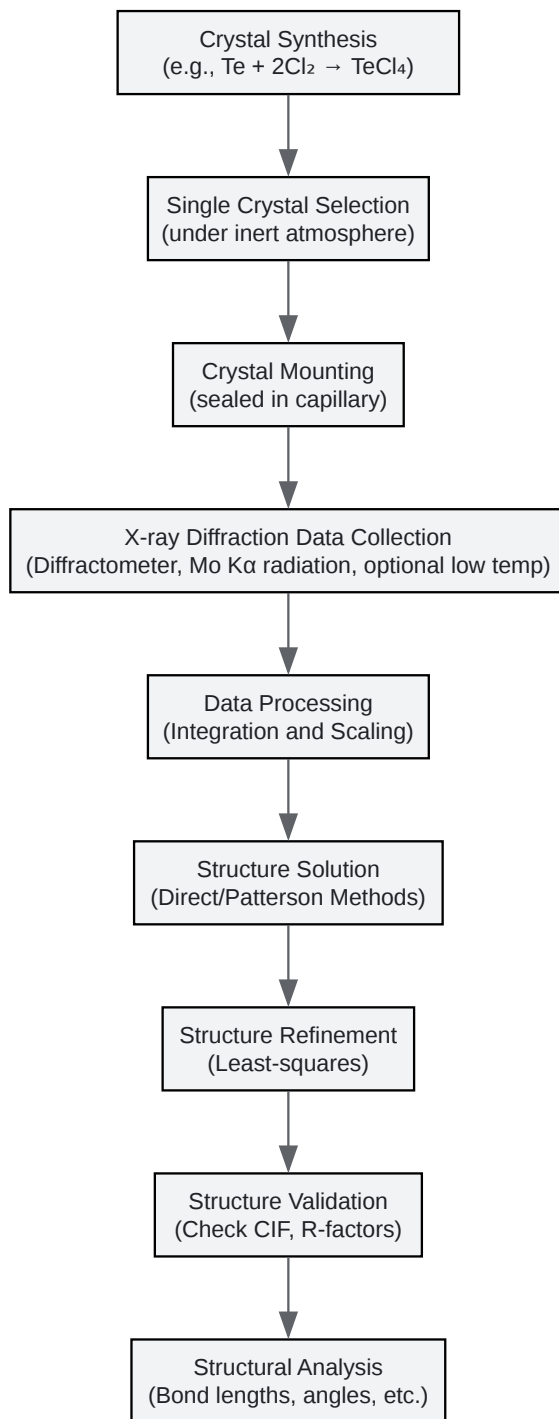 Crystal Synthesis
(e.g., Te + 2Cl₂ → TeCl₄)
Single Crystal Selection
(under inert atmosphere)
Crystal Mounting
(sealed in capillary)
X-ray Diffraction Data Collection
(Diffractometer, Mo Kα radiation, optional low temp)
Data Processing
(Integration and Scaling)
Structure Solution
(Direct/Patterson Methods)
Structure Refinement
(Least-squares)
Structure Validation
(Check CIF, R-factors)
Structural Analysis
(Bond lengths, angles, etc.)